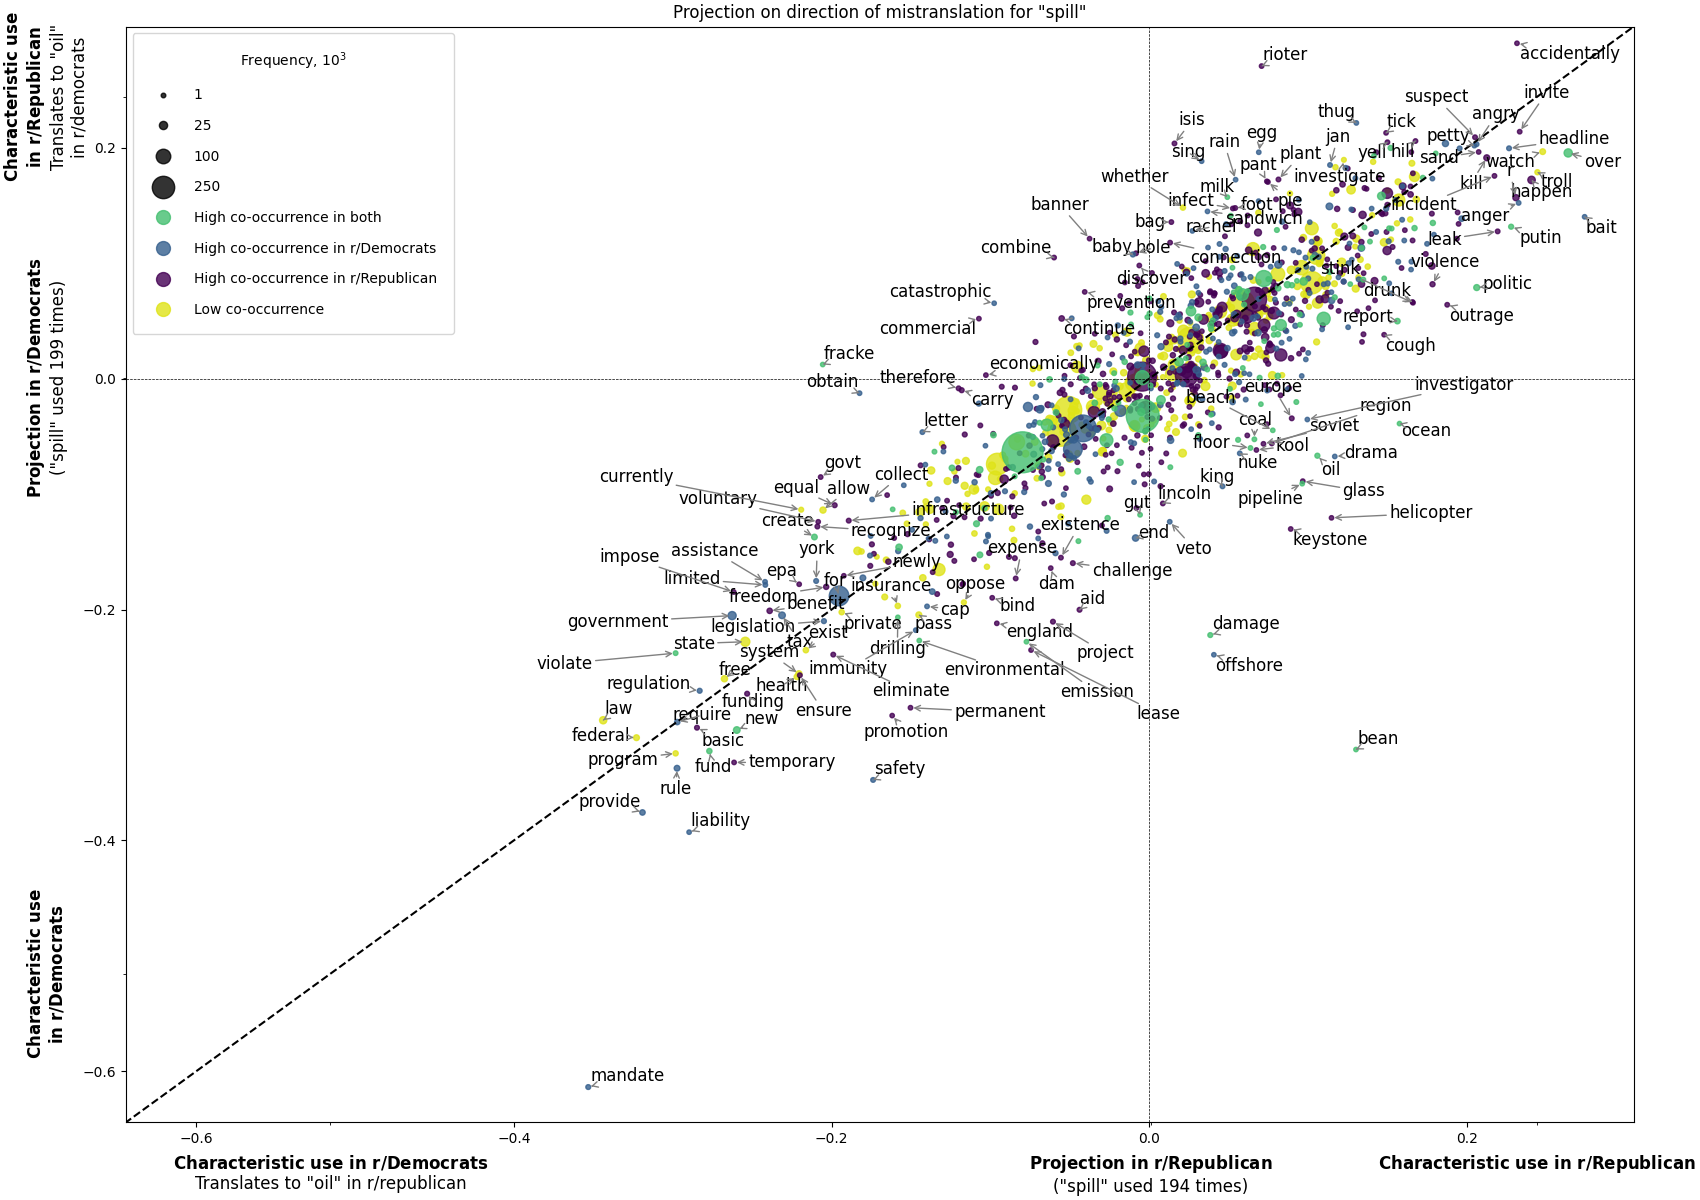 Projection on direction of mistranslation for "spill"
Characteristic use
in r/Republican
Translates to "oil"
in r/democrats
Projection in r/Democrats
("spill" used 199 times)
Characteristic use
in r/Democrats
Frequency, 10³
1
25
100
250
High co-occurrence in both
High co-occurrence in r/Democrats
High co-occurrence in r/Republican
Low co-occurrence
0.2
0.0
−0.2
−0.4
−0.6
rioter
accidentally
suspect
invite
thug
tick
angry
isis
rain
egg
jan
petty
headline
sing
pant
plant
yell
hill
sand
watch
over
whether
milk
investigate
kill
r
troll
happen
banner
infect
foot
pie
incident
bag
rachel
sandwich
anger
bait
combine
baby
hole
leak
putin
connection
discover
stink
violence
catastrophic
prevention
drunk
politic
commercial
continue
report
outrage
cough
fracke
economically
obtain
therefore
carry
beach
europe
investigator
letter
coal
region
floor
kool
soviet
ocean
govt
nuke
drama
currently
equal
allow
collect
king
oil
voluntary
gut
lincoln
pipeline
glass
create
infrastructure
recognize
existence
helicopter
york
end
veto
keystone
impose
assistance
expense
limited
epa
for
newly
dam
challenge
freedom
insurance
oppose
benefit
cap
bind
aid
government
legislation
private
pass
england
damage
state
tax
exist
drilling
project
violate
system
immunity
environmental
offshore
free
regulation
health
eliminate
emission
funding
ensure
lease
law
require
new
permanent
federal
basic
promotion
bean
program
fund
temporary
safety
rule
provide
liability
mandate
−0.6
−0.4
−0.2
0.0
0.2
Characteristic use in r/Democrats
Translates to "oil" in r/republican
Projection in r/Republican
("spill" used 194 times)
Characteristic use in r/Republican